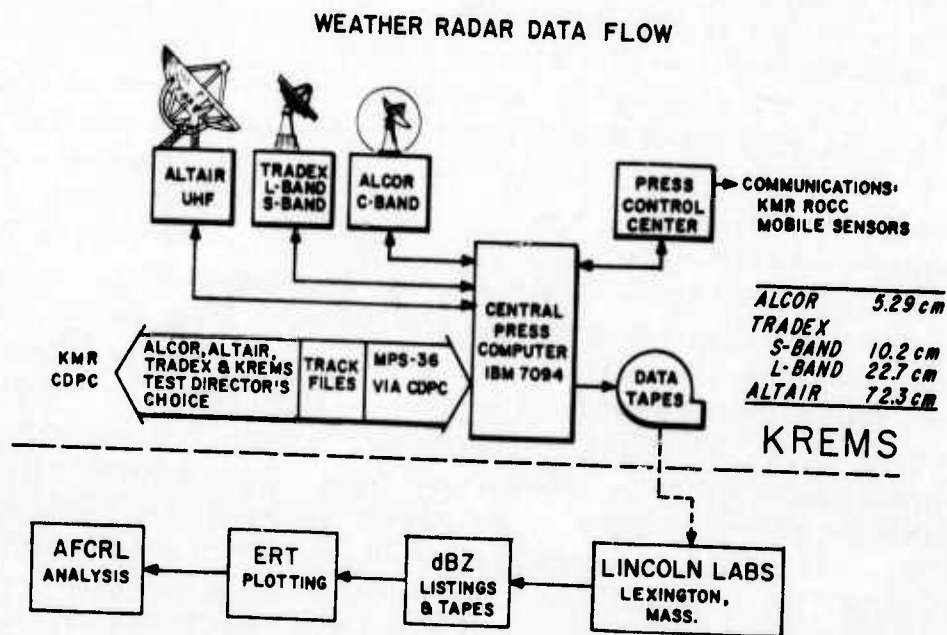 WEATHER RADAR DATA FLOW
ALTAIR
UHF
TRADEX
L-BAND
S-BAND
ALCOR
C-BAND
PRESS
CONTROL
CENTER
COMMUNICATIONS:
KMR ROCC
MOBILE SENSORS
CENTRAL
PRESS
COMPUTER
IBM 7094
ALCOR 5.29 cm
TRADEX
S-BAND 10.2 cm
L-BAND 22.7 cm
ALTAIR 72.3 cm
KMR
CDPC
ALCOR, ALTAIR,
TRADEX & KREMS
TEST DIRECTOR'S
CHOICE
TRACK
FILES
MPS-36
VIA CDPC
DATA
TAPES
KREMS
AFCRL
ANALYSIS
ERT
PLOTTING
dBZ
LISTINGS
& TAPES
LINCOLN LABS
LEXINGTON,
MASS.